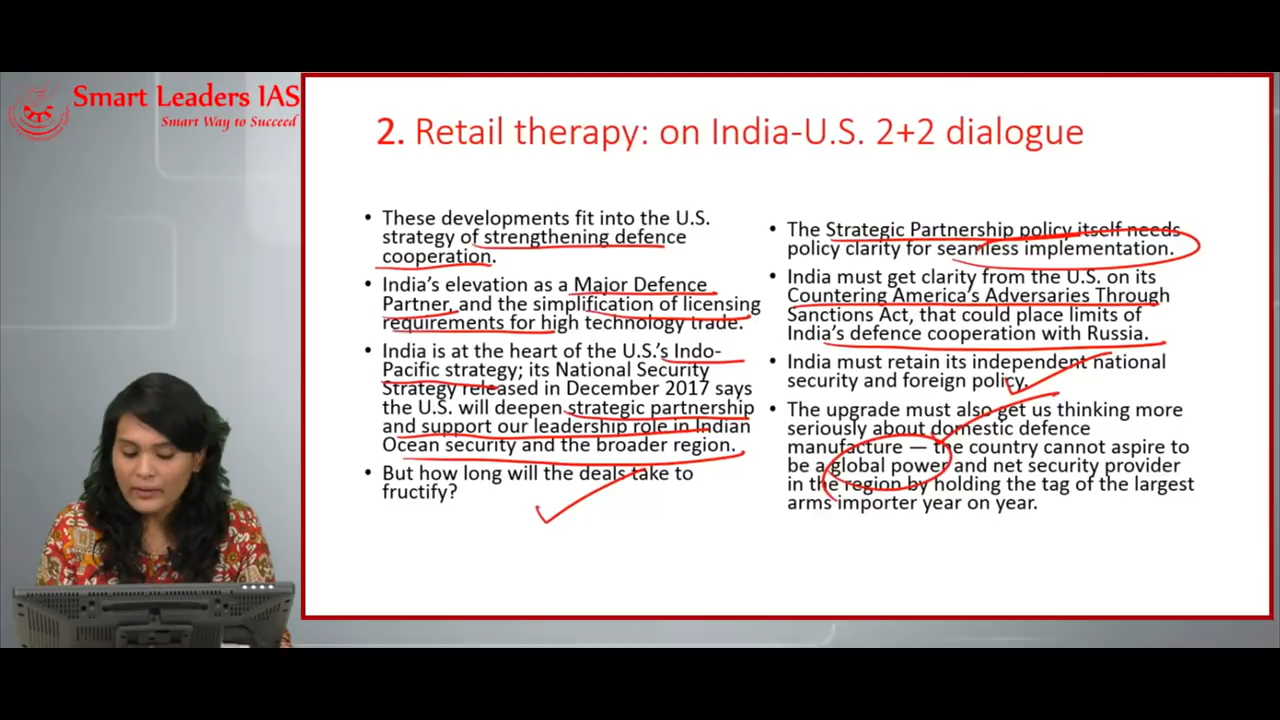 Smart Leaders IAS
Smart Way to Succeed
2. Retail therapy: on India-U.S. 2+2 dialogue
• These developments fit into the U.S.
strategy of strengthening defence
cooperation.
• India's elevation as a Major Defence
Partner, and the simplification of licensing
requirements for high technology trade.
• India is at the heart of the U.S.'s Indo-
Pacific strategy; its National Security
Strategy released in December 2017 says
the U.S. will deepen strategic partnership
and support our leadership role in Indian
Ocean security and the broader region.
• But how long will the deals take to
fructify?
• The Strategic Partnership policy itself needs
policy clarity for seamless implementation.
• India must get clarity from the U.S. on its
Countering America's Adversaries Through
Sanctions Act, that could place limits of
India's defence cooperation with Russia.
• India must retain its independent national
security and foreign policy.
• The upgrade must also get us thinking more
seriously about domestic defence
manufacture — the country cannot aspire to
be a global power and net security provider
in the region by holding the tag of the largest
arms importer year on year.